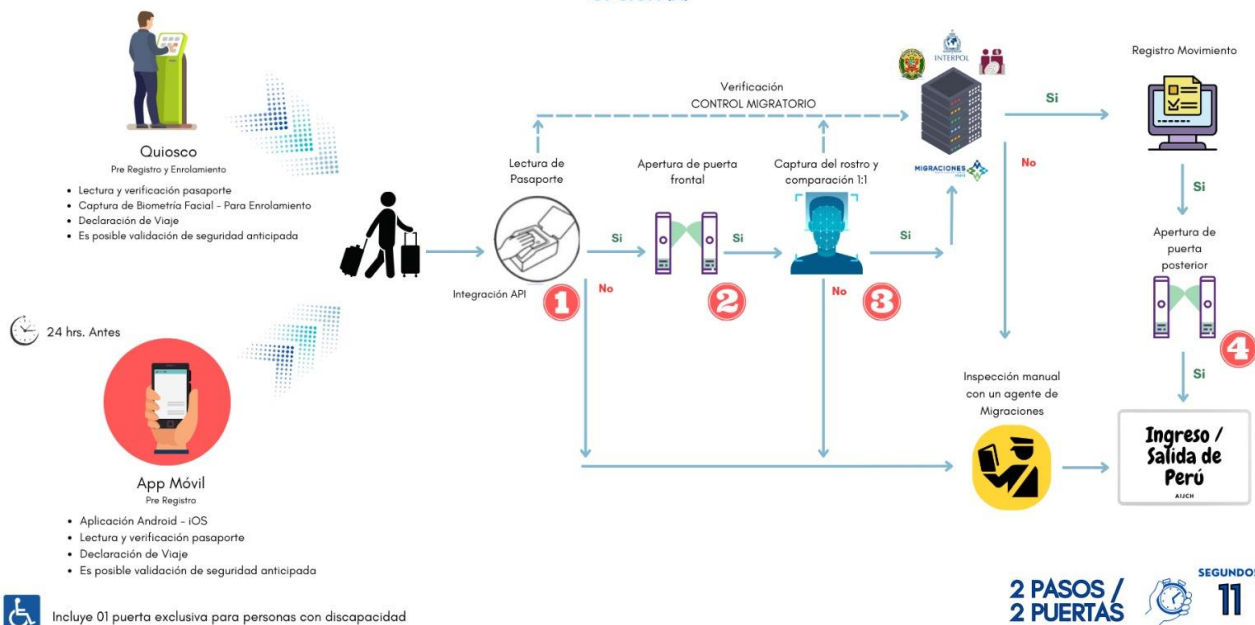 Quiosco
Pre Registro y Enrolamiento
• Lectura y verificación pasaporte
• Captura de Biometría Facial - Para Enrolamiento
• Declaración de Viaje
• Es posible validación de seguridad anticipada
24 hrs. Antes
App Móvil
Pre Registro
• Aplicación Android - iOS
• Lectura y verificación pasaporte
• Declaración de Viaje
• Es posible validación de seguridad anticipada
Incluye 01 puerta exclusiva para personas con discapacidad
Verificación
CONTROL MIGRATORIO
Lectura de
Pasaporte
Integración API
1
Si
No
Apertura de puerta
frontal
2
Si
Captura del rostro y
comparación 1:1
3
Si
No
INTERPOL
MIGRACIONES
Si
No
Registro Movimiento
Si
Apertura de
puerta
posterior
4
Si
Inspección manual
con un agente de
Migraciones
Ingreso /
Salida de
Perú
AIJCH
2 PASOS /
2 PUERTAS
SEGUNDOS
11